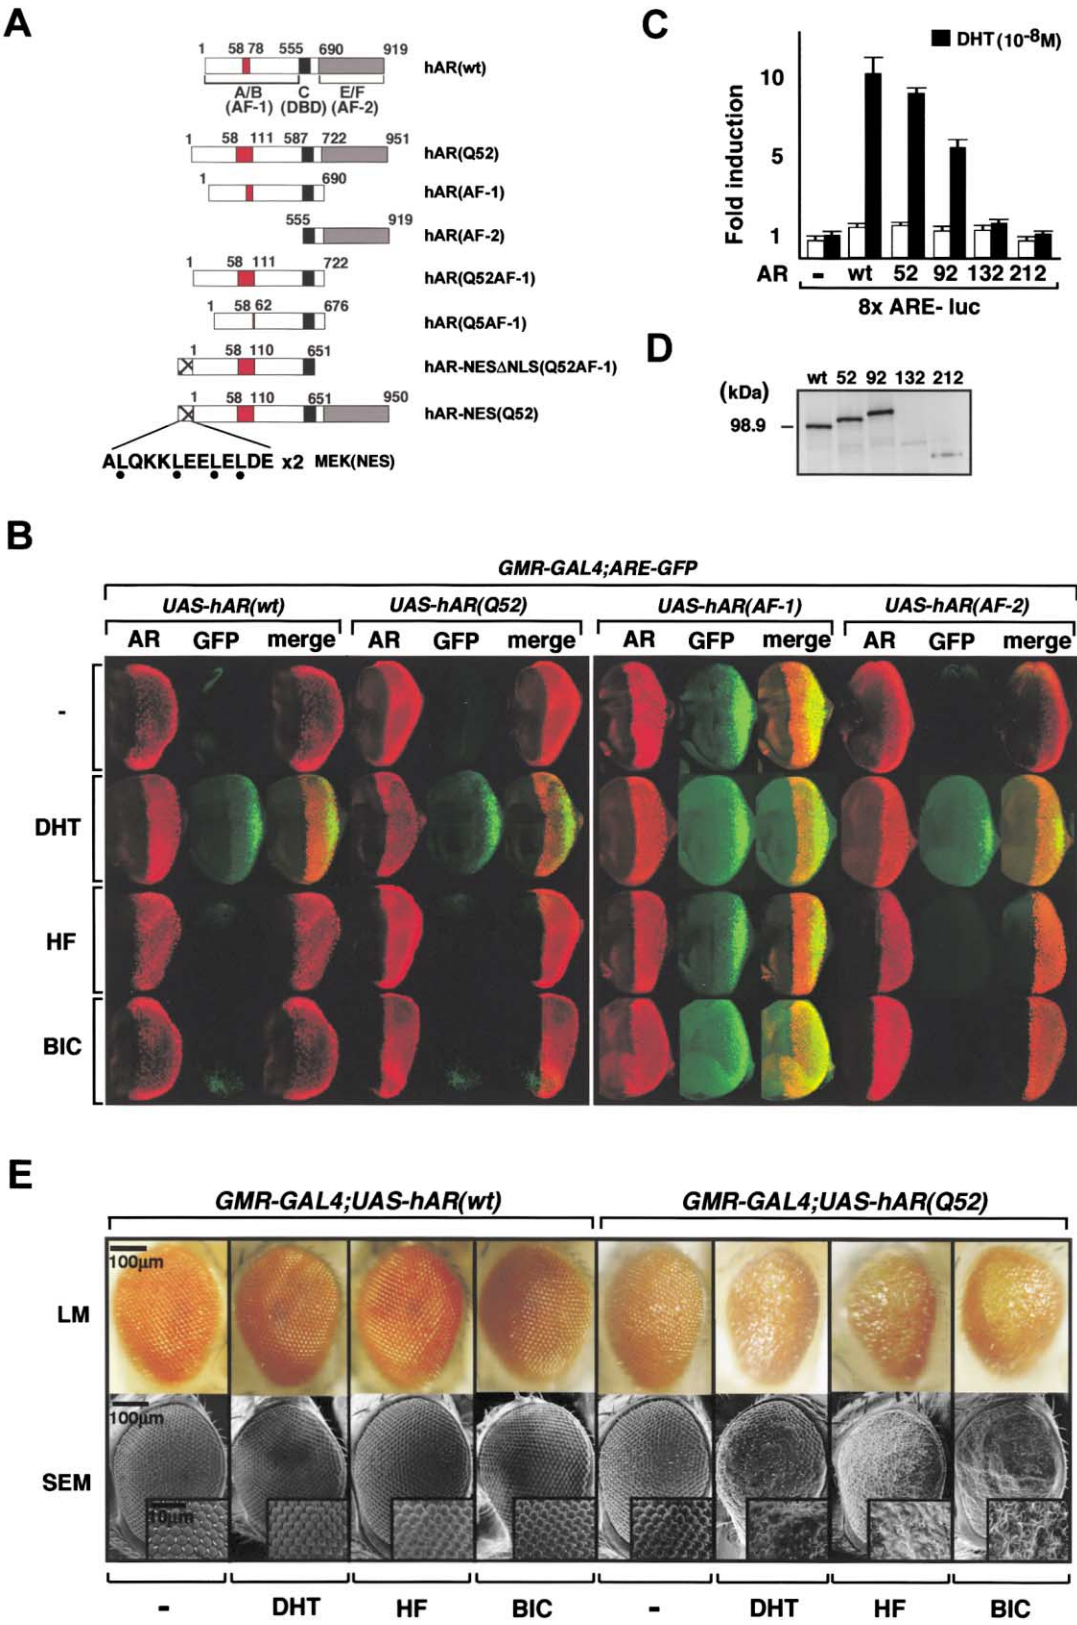 A
1 58 78 555 690 919
hAR(wt)
A/B C E/F
(AF-1) (DBD) (AF-2)
1 58 111 587 722 951
hAR(Q52)
1 690
hAR(AF-1)
555 919
hAR(AF-2)
1 58 111 722
hAR(Q52AF-1)
1 58 62 676
hAR(Q5AF-1)
1 58 110 651
hAR-NESΔNLS(Q52AF-1)
1 58 110 651 950
hAR-NES(Q52)
ALQKKLEELELDE x2 MEK(NES)
C
DHT(10-8M)
Fold induction
10
5
1
AR - wt 52 92 132 212
8x ARE- luc
D
(kDa) wt 52 92 132 212
98.9
B
GMR-GAL4;ARE-GFP
UAS-hAR(wt) UAS-hAR(Q52) UAS-hAR(AF-1) UAS-hAR(AF-2)
AR GFP merge AR GFP merge AR GFP merge AR GFP merge
-
DHT
HF
BIC
E
GMR-GAL4;UAS-hAR(wt) GMR-GAL4;UAS-hAR(Q52)
100µm
LM
100µm
SEM
10µm
- DHT HF BIC - DHT HF BIC